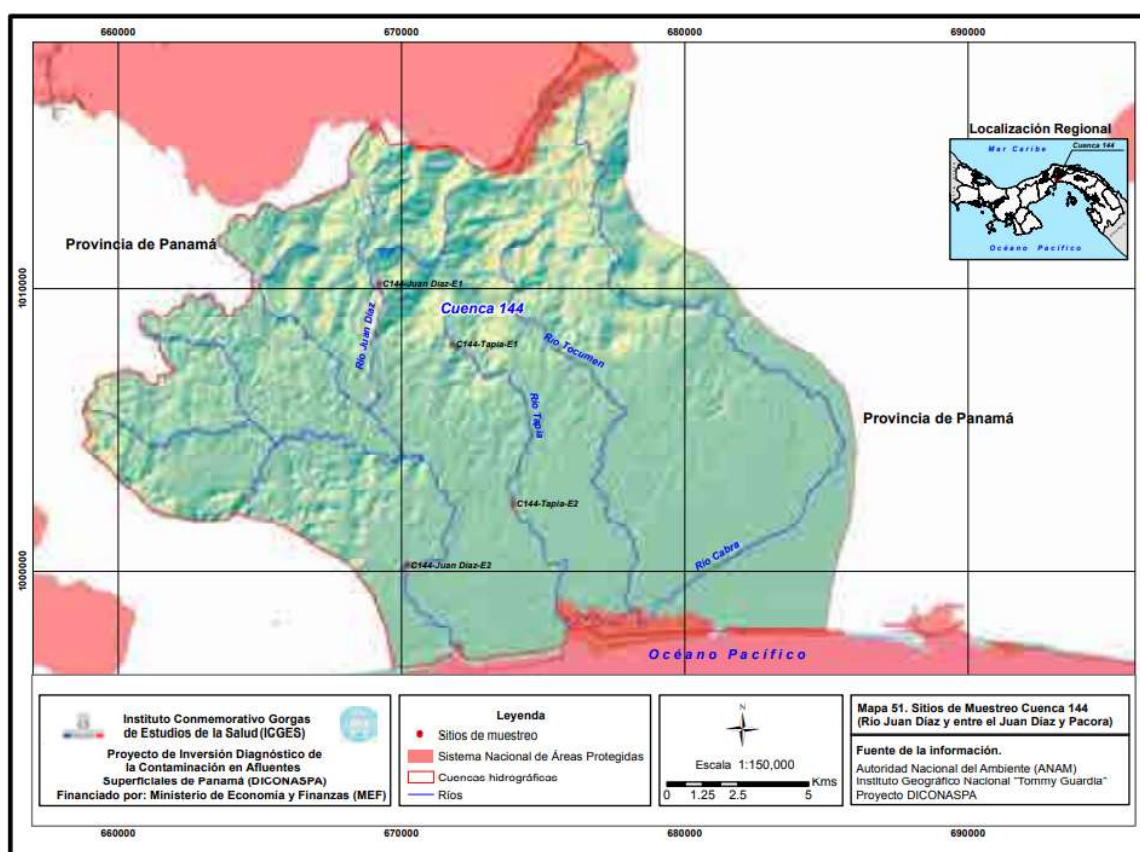 660000
670000
680000
690000
Localización Regional
Mar Caribe
Cuenca 144
Océano Pacífico
Provincia de Panamá
1010000
C144-Juan Díaz-E1
Cuenca 144
Río Juan Díaz
C144-Tapia-E1
Río Tocumen
Río Tapia
Provincia de Panamá
C144-Tapia-E2
Río Cabra
1000000
C144-Juan Díaz-E2
Océano Pacífico
Instituto Conmemorativo Gorgas
de Estudios de la Salud (ICGES)
Proyecto de Inversión Diagnóstico de
la Contaminación en Afluentes
Superficiales de Panamá (DICONASPA)
Financiado por: Ministerio de Economía y Finanzas (MEF)
Leyenda
Sitios de muestreo
Sistema Nacional de Áreas Protegidas
Cuencas hidrográficas
Ríos
N
Escala 1:150,000
Kms
0 1.25 2.5 5
Mapa 51. Sitios de Muestreo Cuenca 144
(Río Juan Díaz y entre el Juan Díaz y Pacora)
Fuente de la información.
Autoridad Nacional del Ambiente (ANAM)
Instituto Geográfico Nacional "Tommy Guardia"
Proyecto DICONASPA
660000
670000
680000
690000